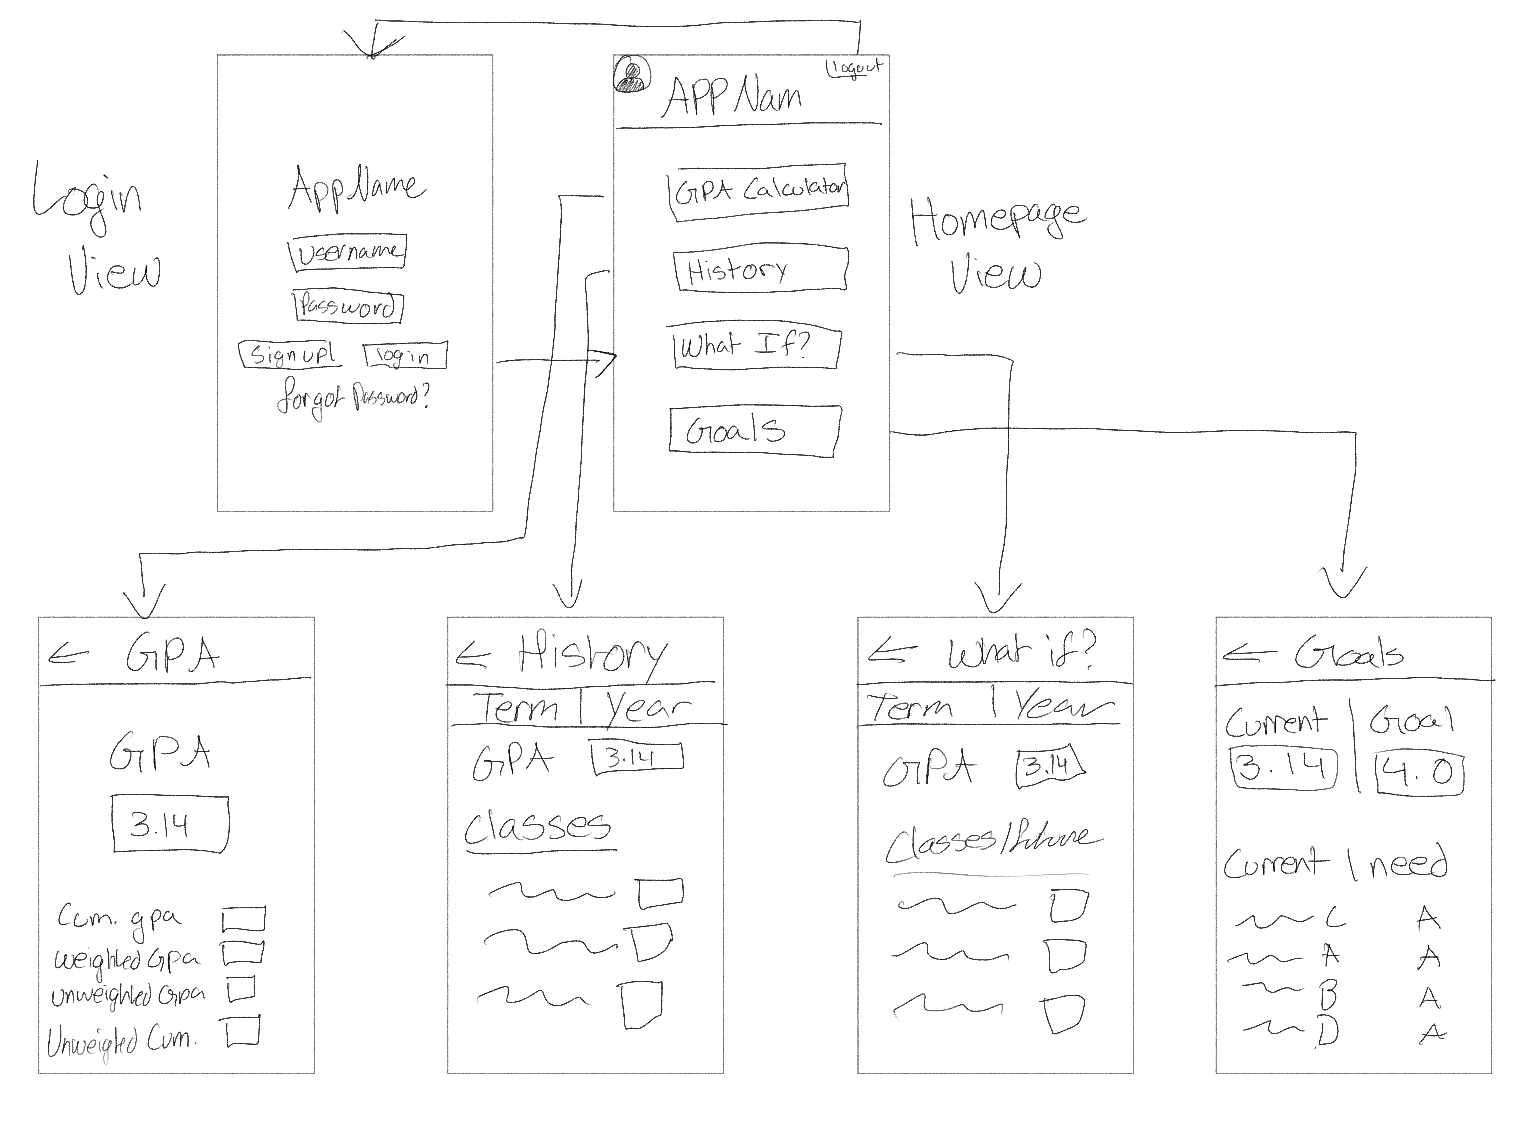 Login
View
AppName
Username
Password
Signup
login
forgot Password?
logout
APP Nam
GPA Calculator
History
What If?
Goals
Homepage
View
← GPA
GPA
3.14
Cum. gpa
weighted Gpa
unweighted Gpa
Unweighted Cum.
← History
Term | Year
GPA 3.14
Classes
← What if?
Term | Year
GPA 3.14
Classes/future
← Goals
Current | Goal
3.14 4.0
Current | need
C A
A A
B A
D A